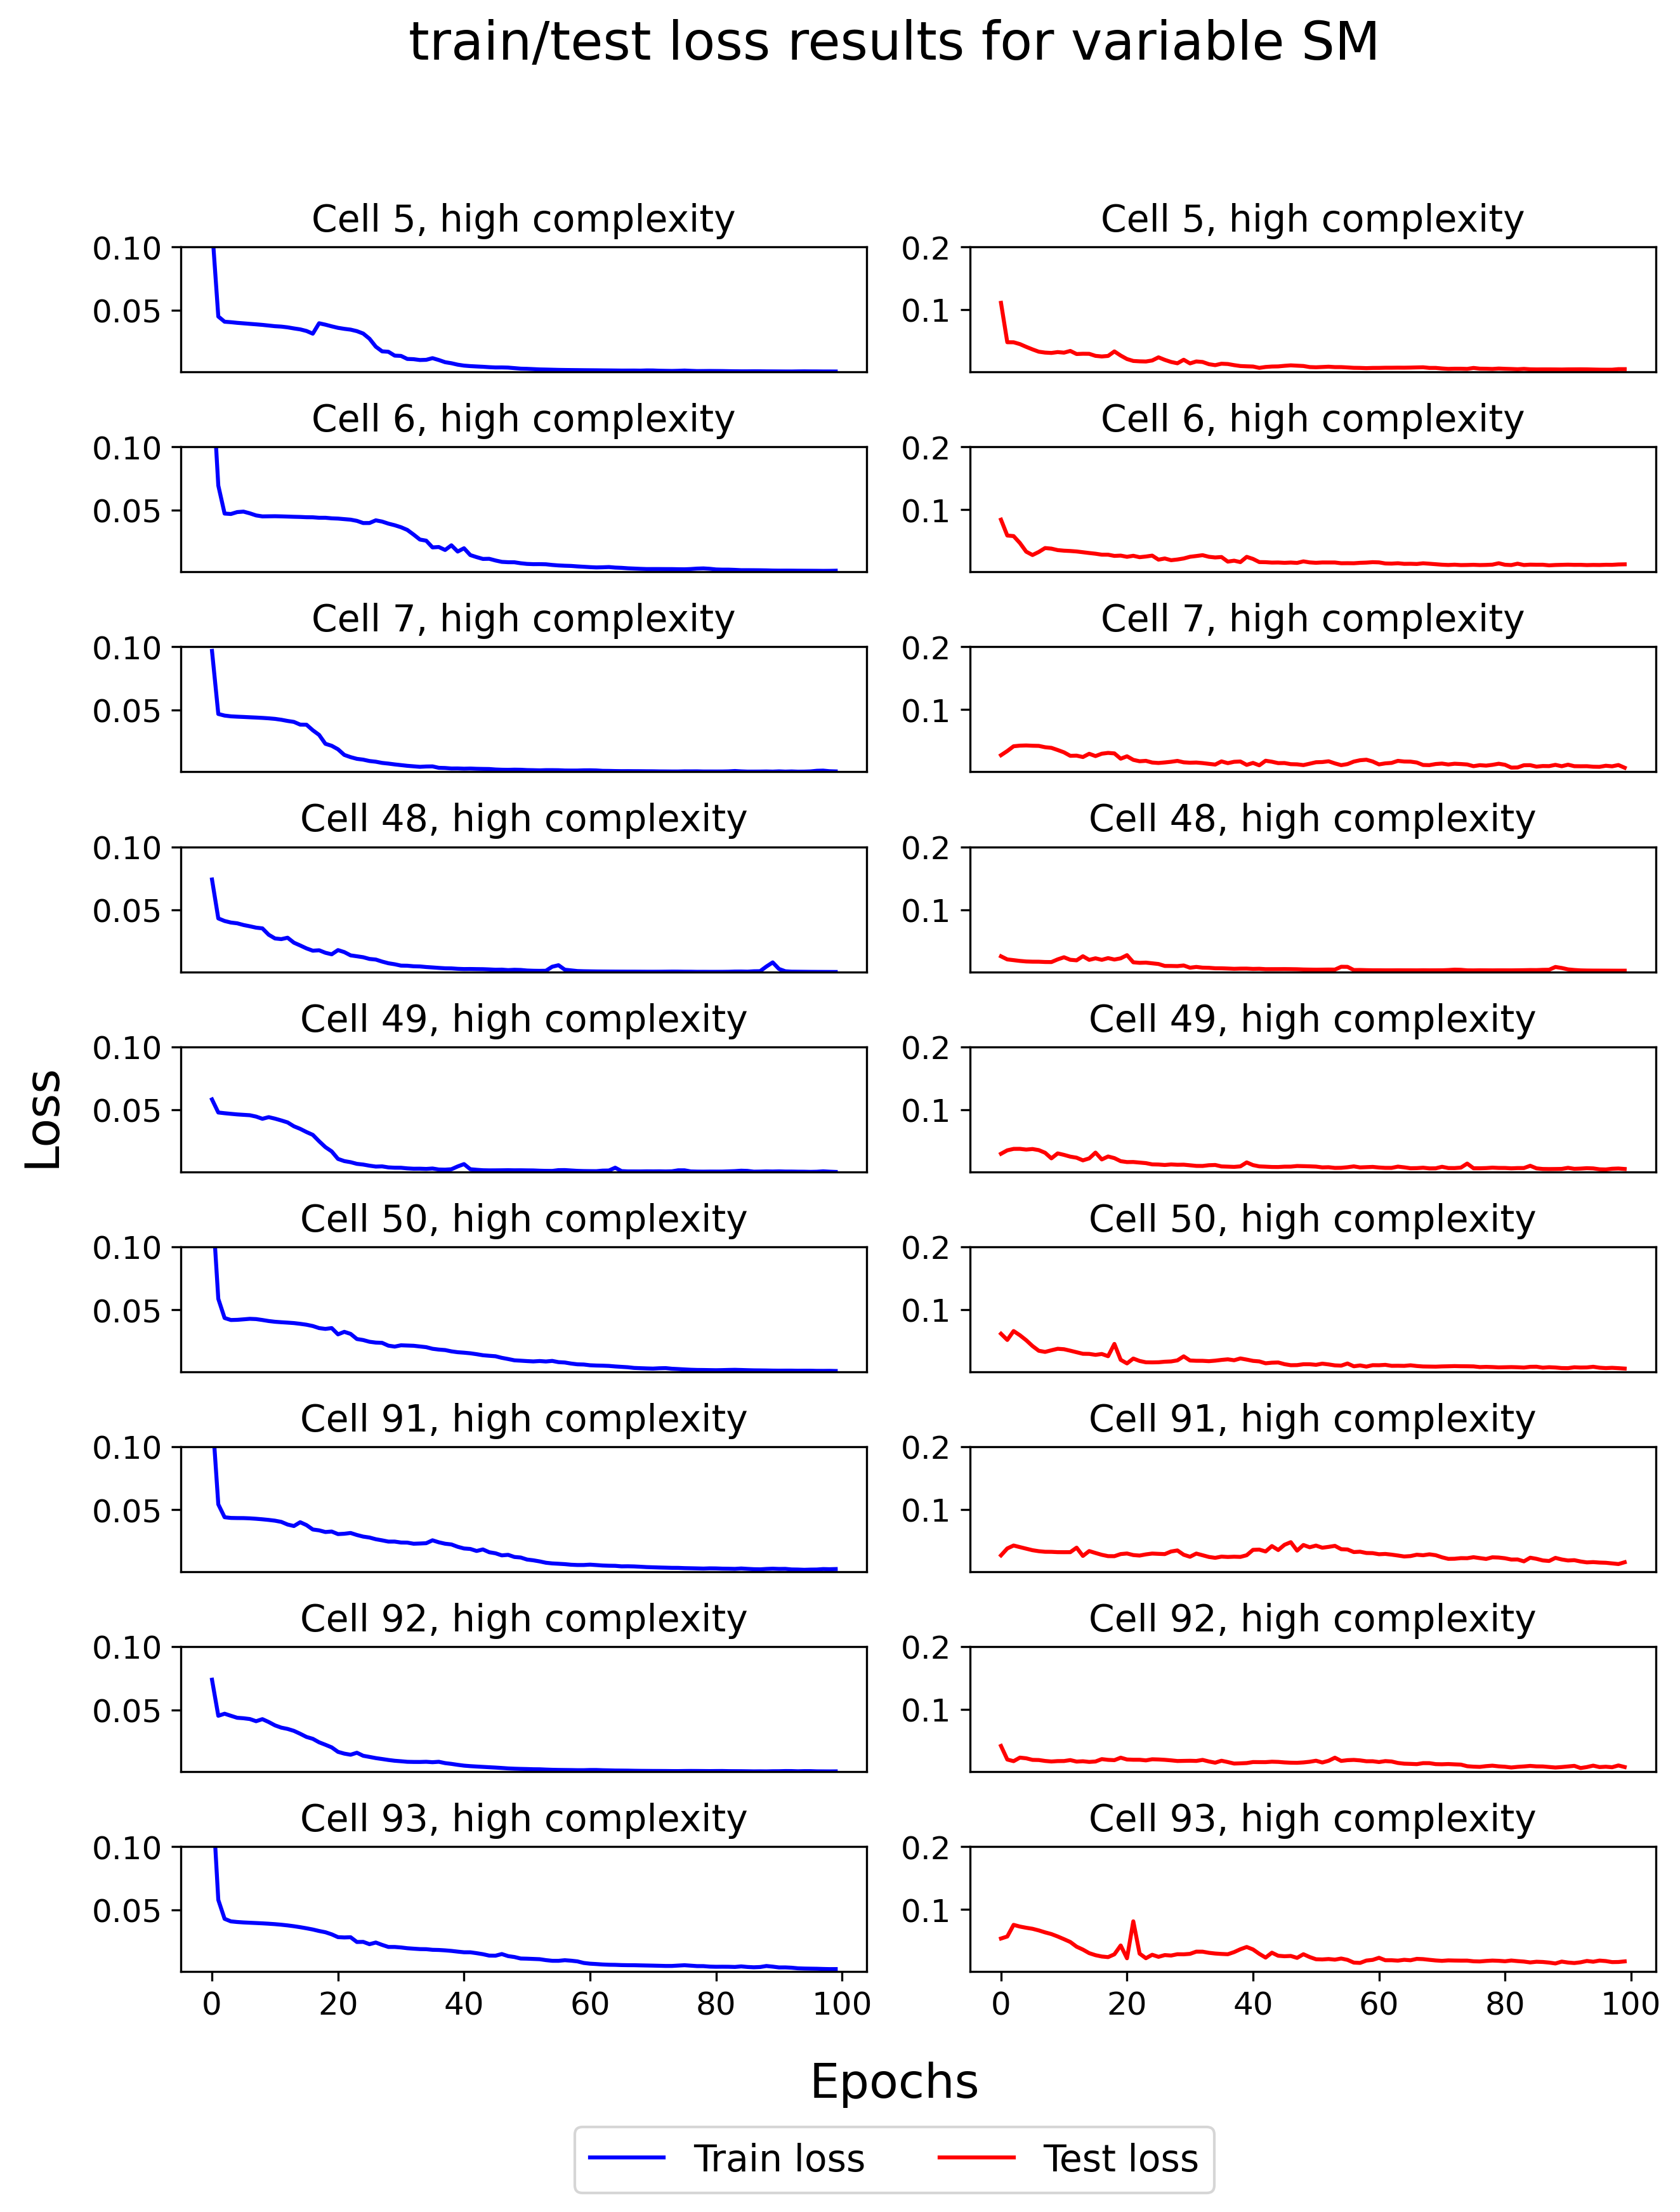 train/test loss results for variable SM
Cell 5, high complexity
0.10
0.05
Cell 5, high complexity
0.2
0.1
Cell 6, high complexity
0.10
0.05
Cell 6, high complexity
0.2
0.1
Cell 7, high complexity
0.10
0.05
Cell 7, high complexity
0.2
0.1
Cell 48, high complexity
0.10
0.05
Cell 48, high complexity
0.2
0.1
Cell 49, high complexity
0.10
0.05
Cell 49, high complexity
0.2
0.1
Loss
Cell 50, high complexity
0.10
0.05
Cell 50, high complexity
0.2
0.1
Cell 91, high complexity
0.10
0.05
Cell 91, high complexity
0.2
0.1
Cell 92, high complexity
0.10
0.05
Cell 92, high complexity
0.2
0.1
Cell 93, high complexity
0.10
0.05
0 20 40 60 80 100
Cell 93, high complexity
0.2
0.1
0 20 40 60 80 100
Epochs
Train loss
Test loss